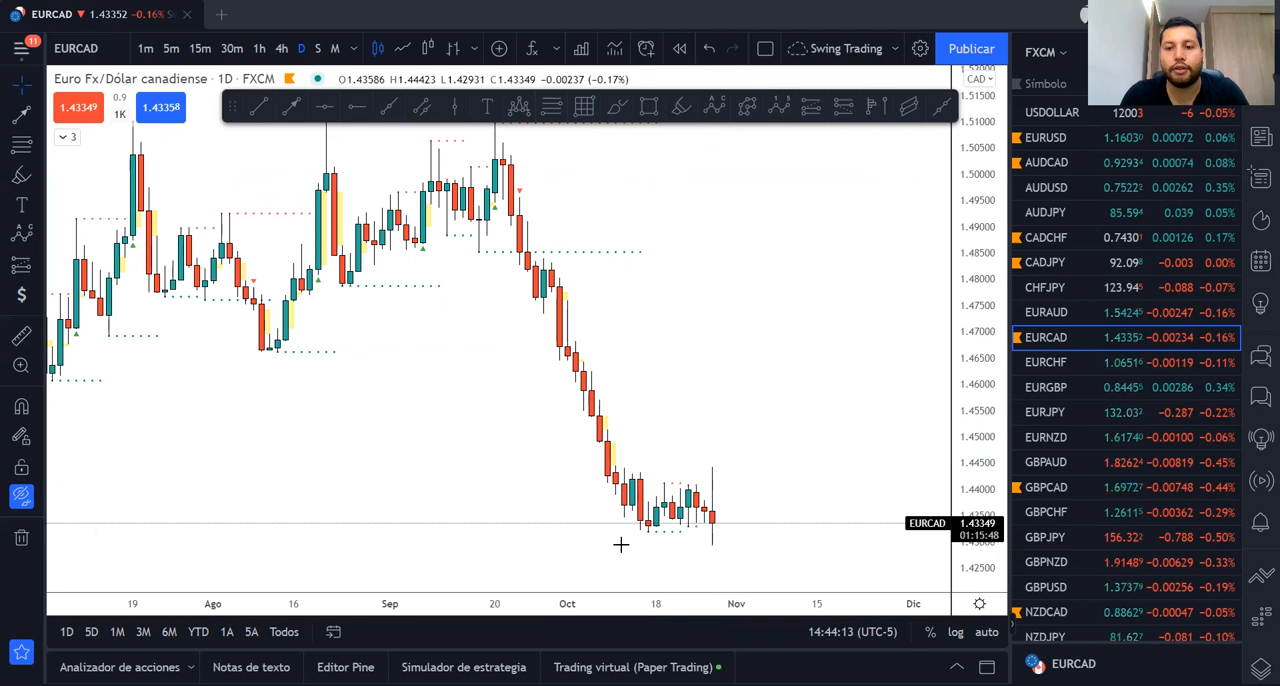 EURCAD ▼ 1.43352 −0.16% S
11
EURCAD 1m 5m 15m 30m 1h 4h D S M Swing Trading Publicar
Euro Fx/Dólar canadiense · 1D · FXCM O1.43586 H1.44423 L1.42931 C1.43349 −0.00237 (−0.17%)
1.43349 0.9 1K 1.43358
3
CAD
1.51500
1.51000
1.50500
1.50000
1.49500
1.49000
1.48500
1.48000
1.47500
1.47000
1.46500
1.46000
1.45500
1.45000
1.44500
1.44000
EURCAD 1.43349
01:15:48
1.42500
19 Ago 16 Sep 20 Oct 18 Nov 15 Dic
1D 5D 1M 3M 6M YTD 1A 5A Todos 14:44:13 (UTC-5) % log auto
Analizador de acciones Notas de texto Editor Pine Simulador de estrategia Trading virtual (Paper Trading)
FXCM
Símbolo
USDOLLAR 12003 −6 −0.05%
EURUSD 1.16030 0.00072 0.06%
AUDCAD 0.92934 0.00074 0.08%
AUDUSD 0.75222 0.00262 0.35%
AUDJPY 85.594 0.039 0.05%
CADCHF 0.74301 0.00126 0.17%
CADJPY 92.098 −0.003 0.00%
CHFJPY 123.945 −0.088 −0.07%
EURAUD 1.54245 −0.00247 −0.16%
EURCAD 1.43352 −0.00234 −0.16%
EURCHF 1.06516 −0.00119 −0.11%
EURGBP 0.84455 0.00286 0.34%
EURJPY 132.032 −0.287 −0.22%
EURNZD 1.61740 −0.00100 −0.06%
GBPAUD 1.82624 −0.00819 −0.45%
GBPCAD 1.69727 −0.00748 −0.44%
GBPCHF 1.26115 −0.00362 −0.29%
GBPJPY 156.322 −0.788 −0.50%
GBPNZD 1.91489 −0.00629 −0.33%
GBPUSD 1.37379 −0.00256 −0.19%
NZDCAD 0.88629 −0.00047 −0.05%
NZDJPY 81.627 −0.081 −0.10%
EURCAD